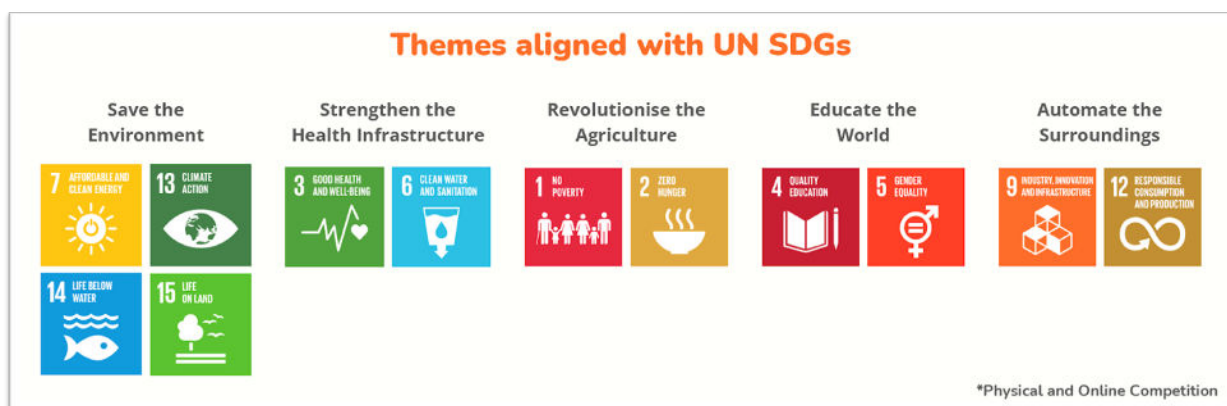 Themes aligned with UN SDGs
Save the
Environment
7 AFFORDABLE AND
CLEAN ENERGY
13 CLIMATE
ACTION
14 LIFE BELOW
WATER
15 LIFE
ON LAND
Strengthen the
Health Infrastructure
3 GOOD HEALTH
AND WELL-BEING
6 CLEAN WATER
AND SANITATION
Revolutionise the
Agriculture
1 NO
POVERTY
2 ZERO
HUNGER
Educate the
World
4 QUALITY
EDUCATION
5 GENDER
EQUALITY
Automate the
Surroundings
9 INDUSTRY, INNOVATION
AND INFRASTRUCTURE
12 RESPONSIBLE
CONSUMPTION
AND PRODUCTION
*Physical and Online Competition